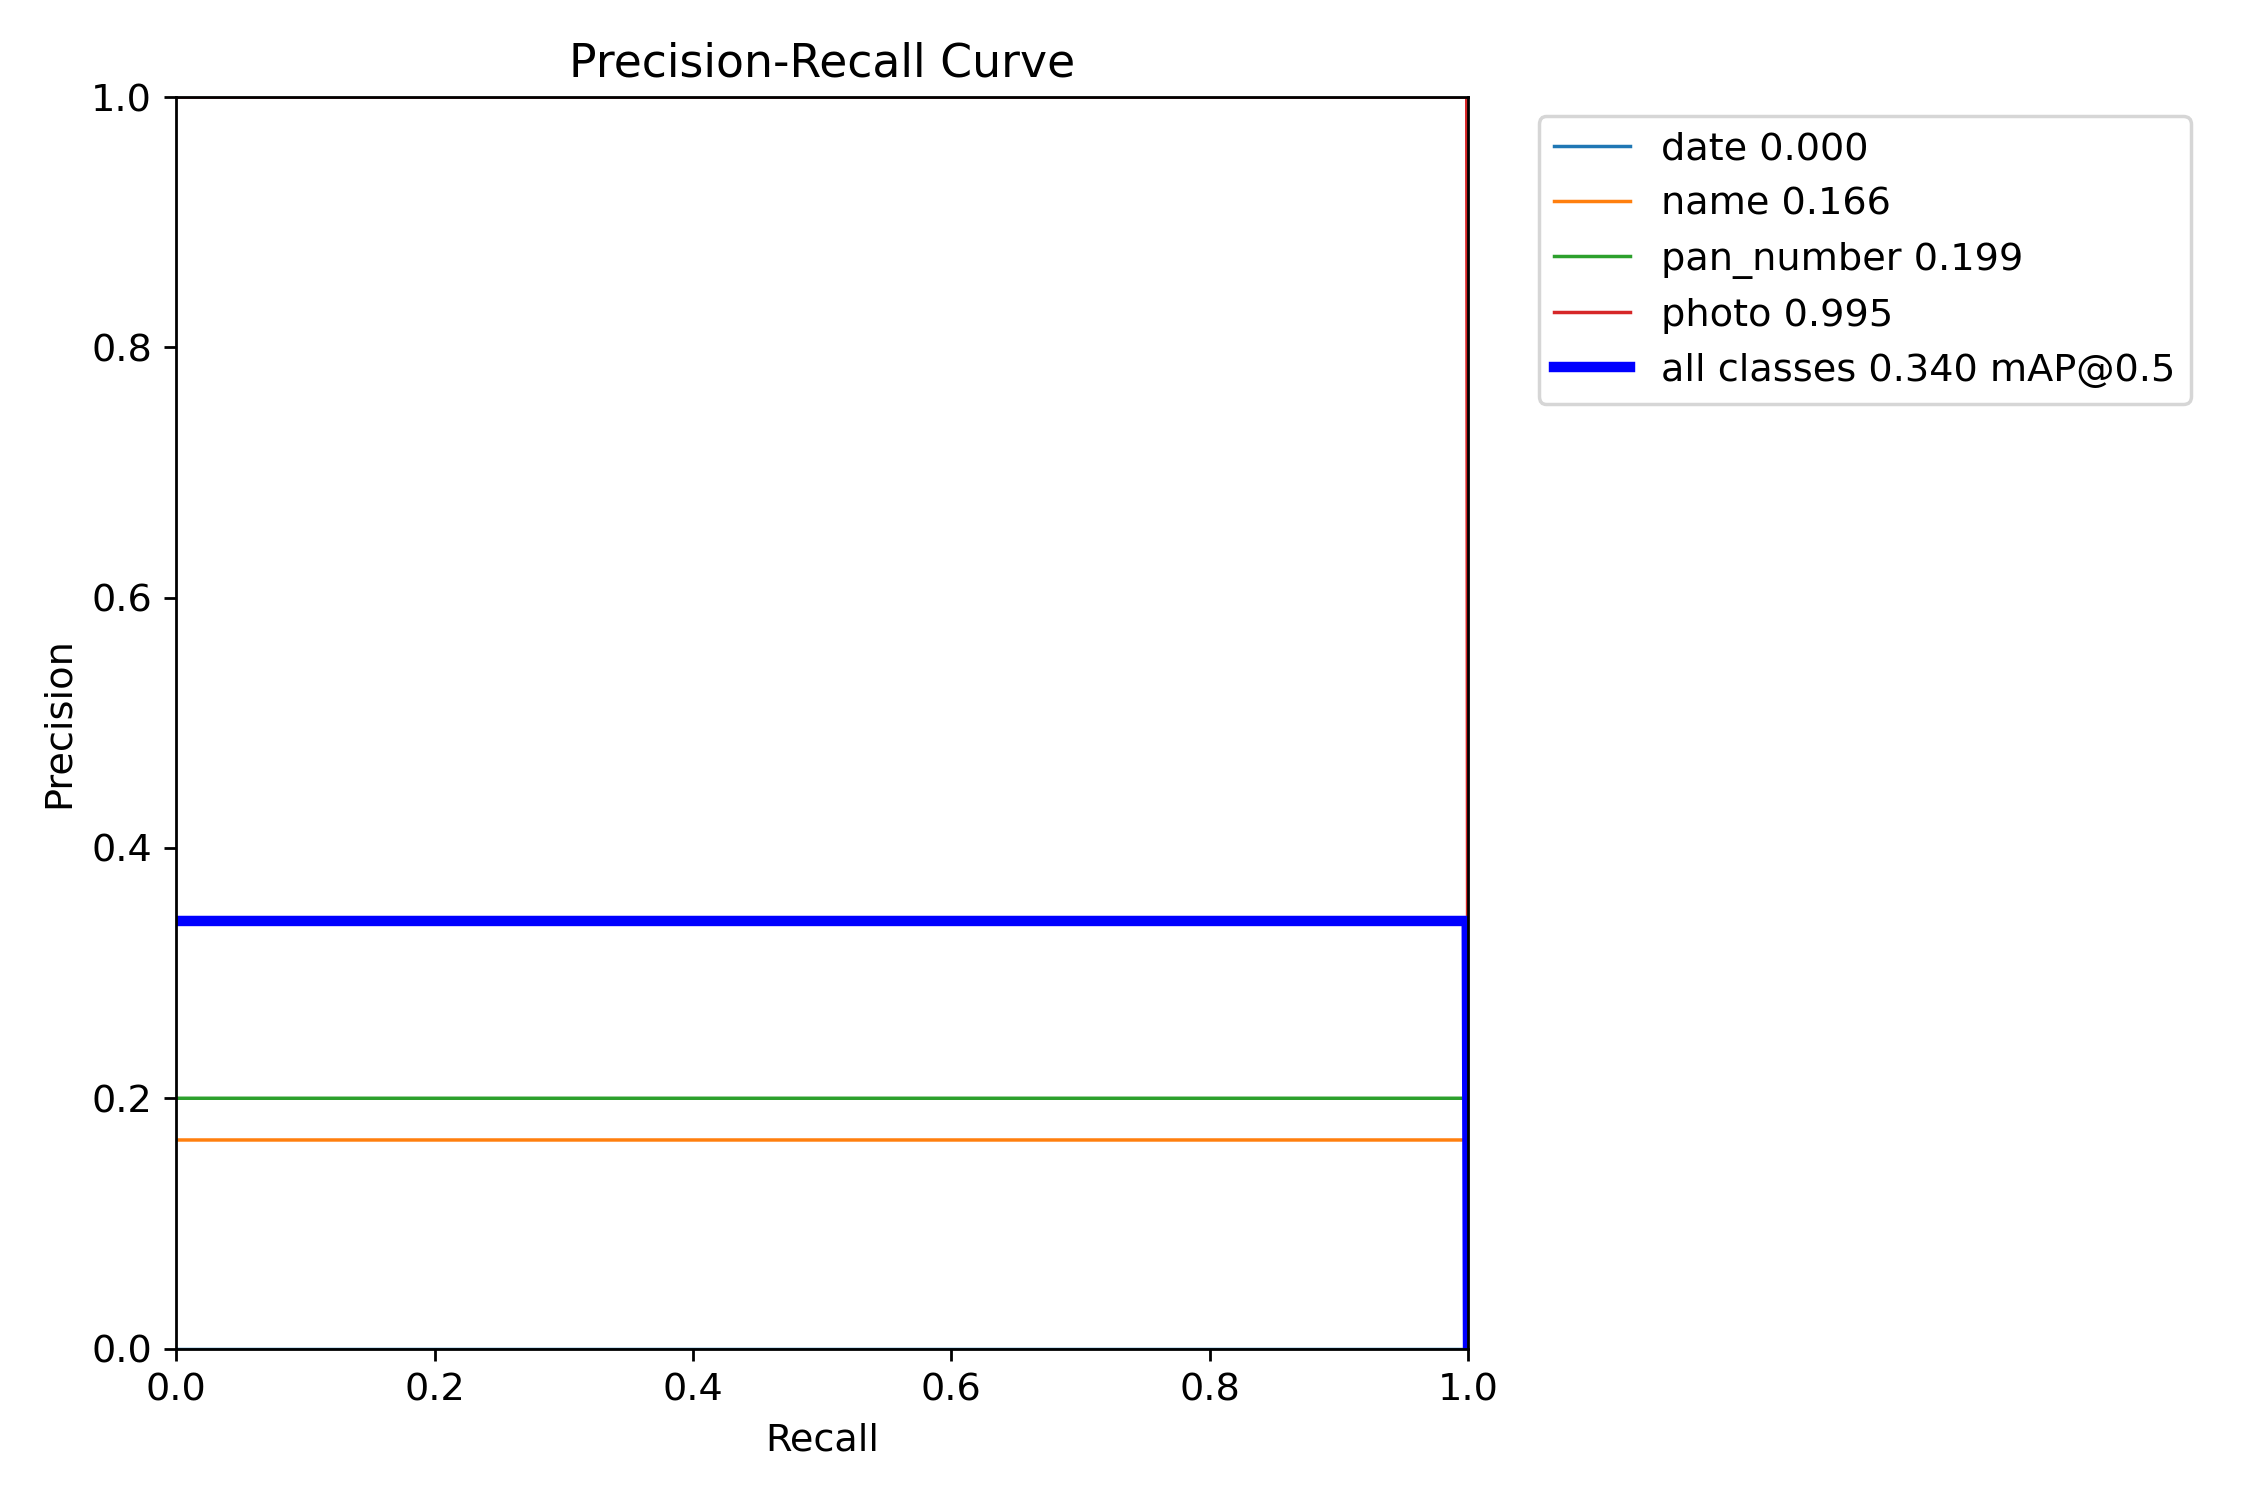 Precision-Recall Curve
1.0
0.8
0.6
0.4
0.2
0.0
Precision
0.0 0.2 0.4 0.6 0.8 1.0
Recall
date 0.000
name 0.166
pan_number 0.199
photo 0.995
all classes 0.340 mAP@0.5